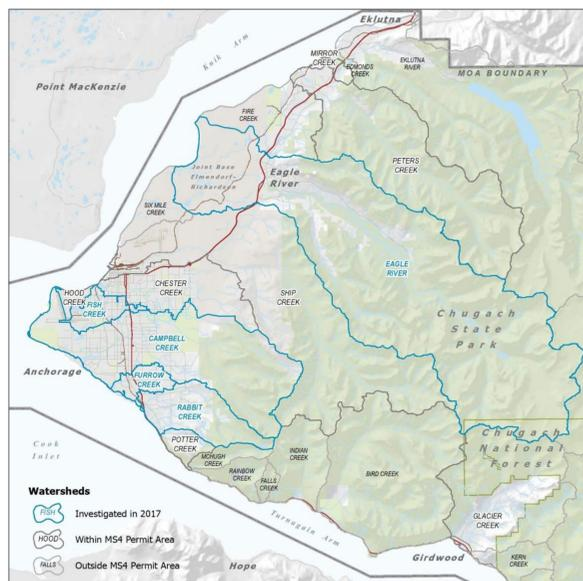 Eklutna
Knik Arm
MIRROR
CREEK
EDMONDS
CREEK
EKLUTNA
RIVER
MOA BOUNDARY
Point MacKenzie
FIRE
CREEK
PETERS
CREEK
Joint Base
Elmendorf-
Richardson
Eagle
River
SIX MILE
CREEK
EAGLE
RIVER
CHESTER
CREEK
SHIP
CREEK
HOOD
CREEK
FISH
CREEK
Chugach
State
Park
CAMPBELL
CREEK
Anchorage
FURROW
CREEK
RABBIT
CREEK
POTTER
CREEK
Chugach
National
Forest
Cook
Inlet
MCHUGH
CREEK
RAINBOW
CREEK
FALLS
CREEK
INDIAN
CREEK
BIRD CREEK
GLACIER
CREEK
Turnagain Arm
Girdwood
KERN
CREEK
Hope
Watersheds
FISH Investigated in 2017
HOOD Within MS4 Permit Area
FALLS Outside MS4 Permit Area